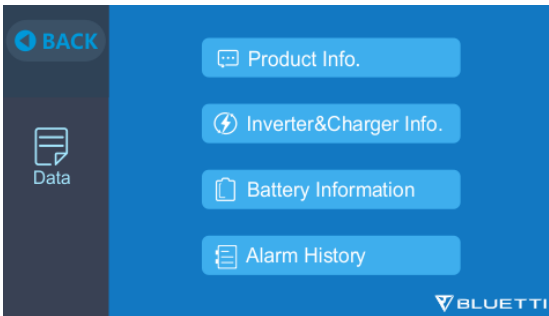 BACK
Data
Product Info.
Inverter&Charger Info.
Battery Information
Alarm History
BLUETTI